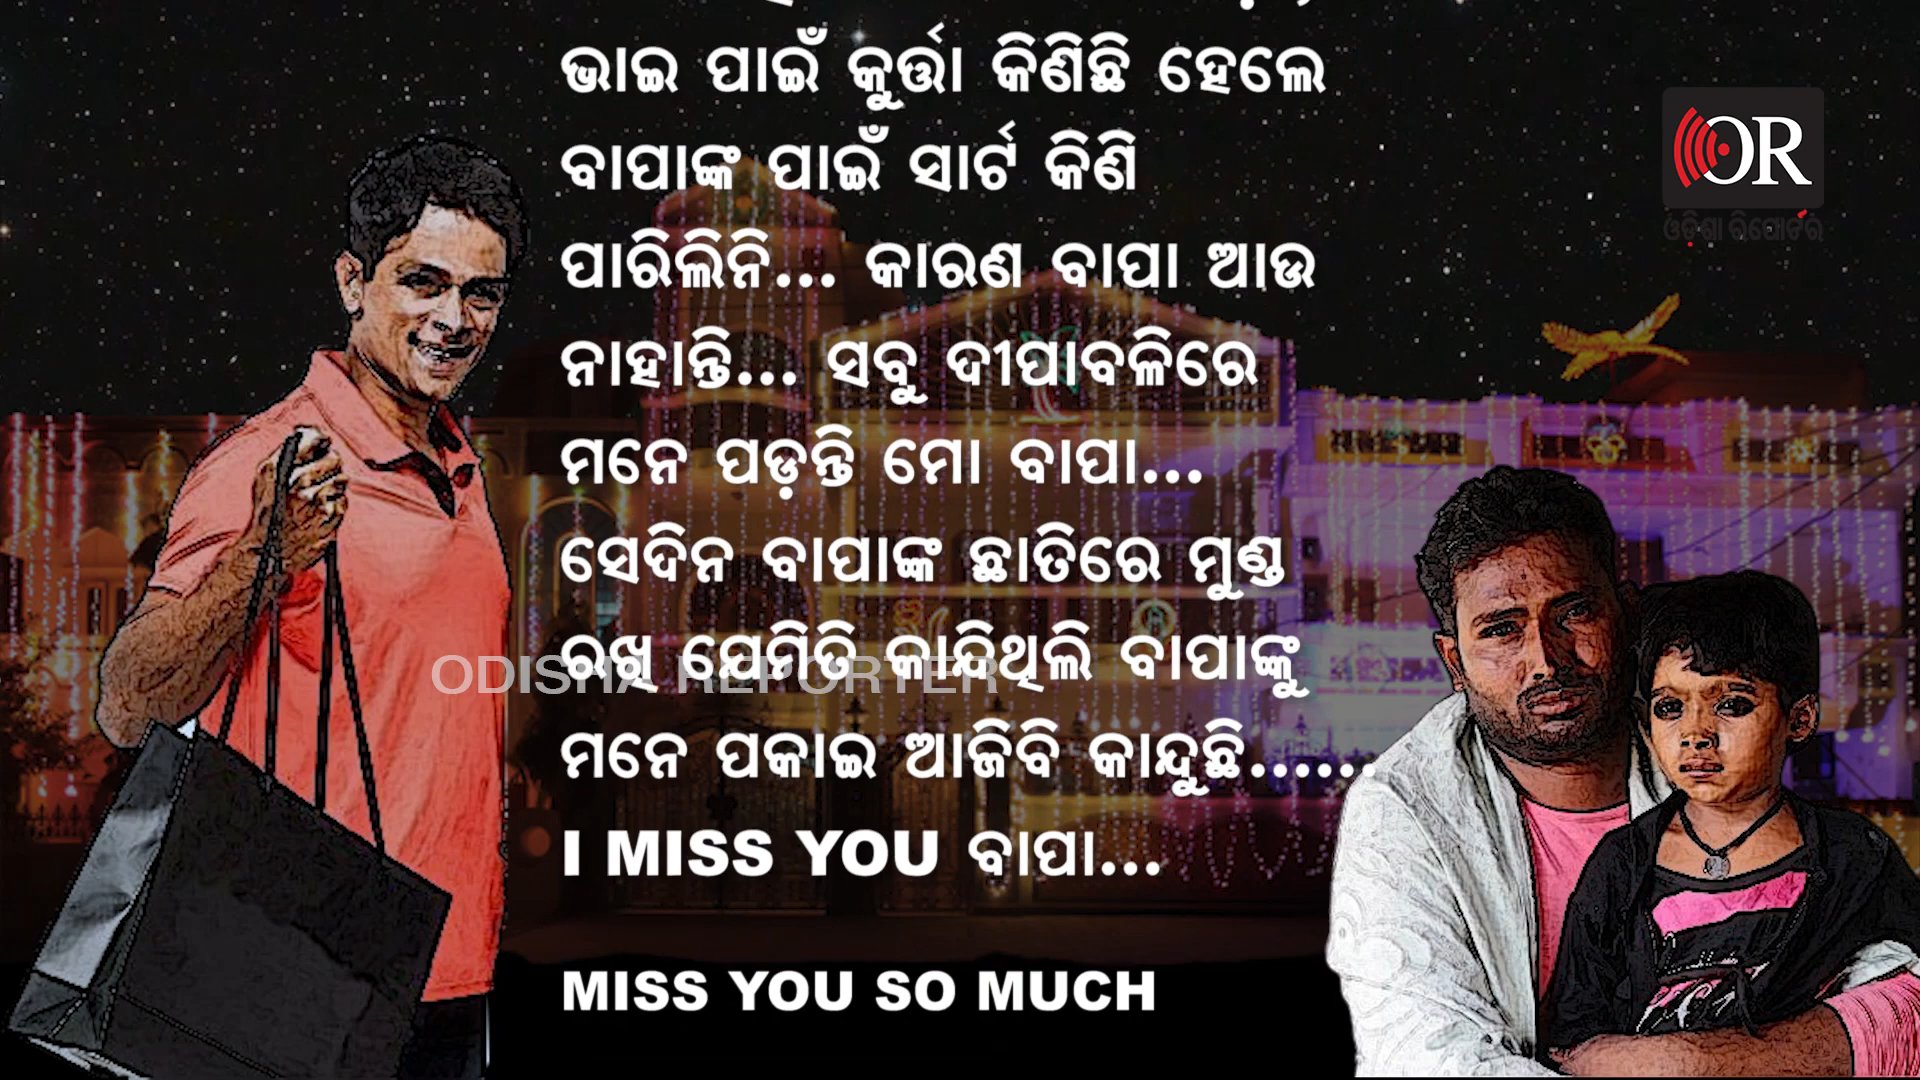 ଭାଇ ପାଇଁ କୁର୍ତ୍ତା କିଣିଛି ହେଲେ
ବାପାଙ୍କ ପାଇଁ ସାର୍ଟ କିଣି
ପାରିଲିନି... କାରଣ ବାପା ଆଉ
ନାହାନ୍ତି... ସବୁ ଦୀପାବଳିରେ
ମନେ ପଡ଼ନ୍ତି ମୋ ବାପା...
ସେଦିନ ବାପାଙ୍କ ଛାତିରେ ମୁଣ୍ଡ
ରଖି ଯେମିତି କାନ୍ଦିଥିଲି ବାପାଙ୍କୁ
ମନେ ପକାଇ ଆଜିବି କାନ୍ଦୁଛି......
I MISS YOU ବାପା...
MISS YOU SO MUCH
OR
ଓଡ଼ିଶା ରିପୋର୍ଟର
ODISHA REPORTER